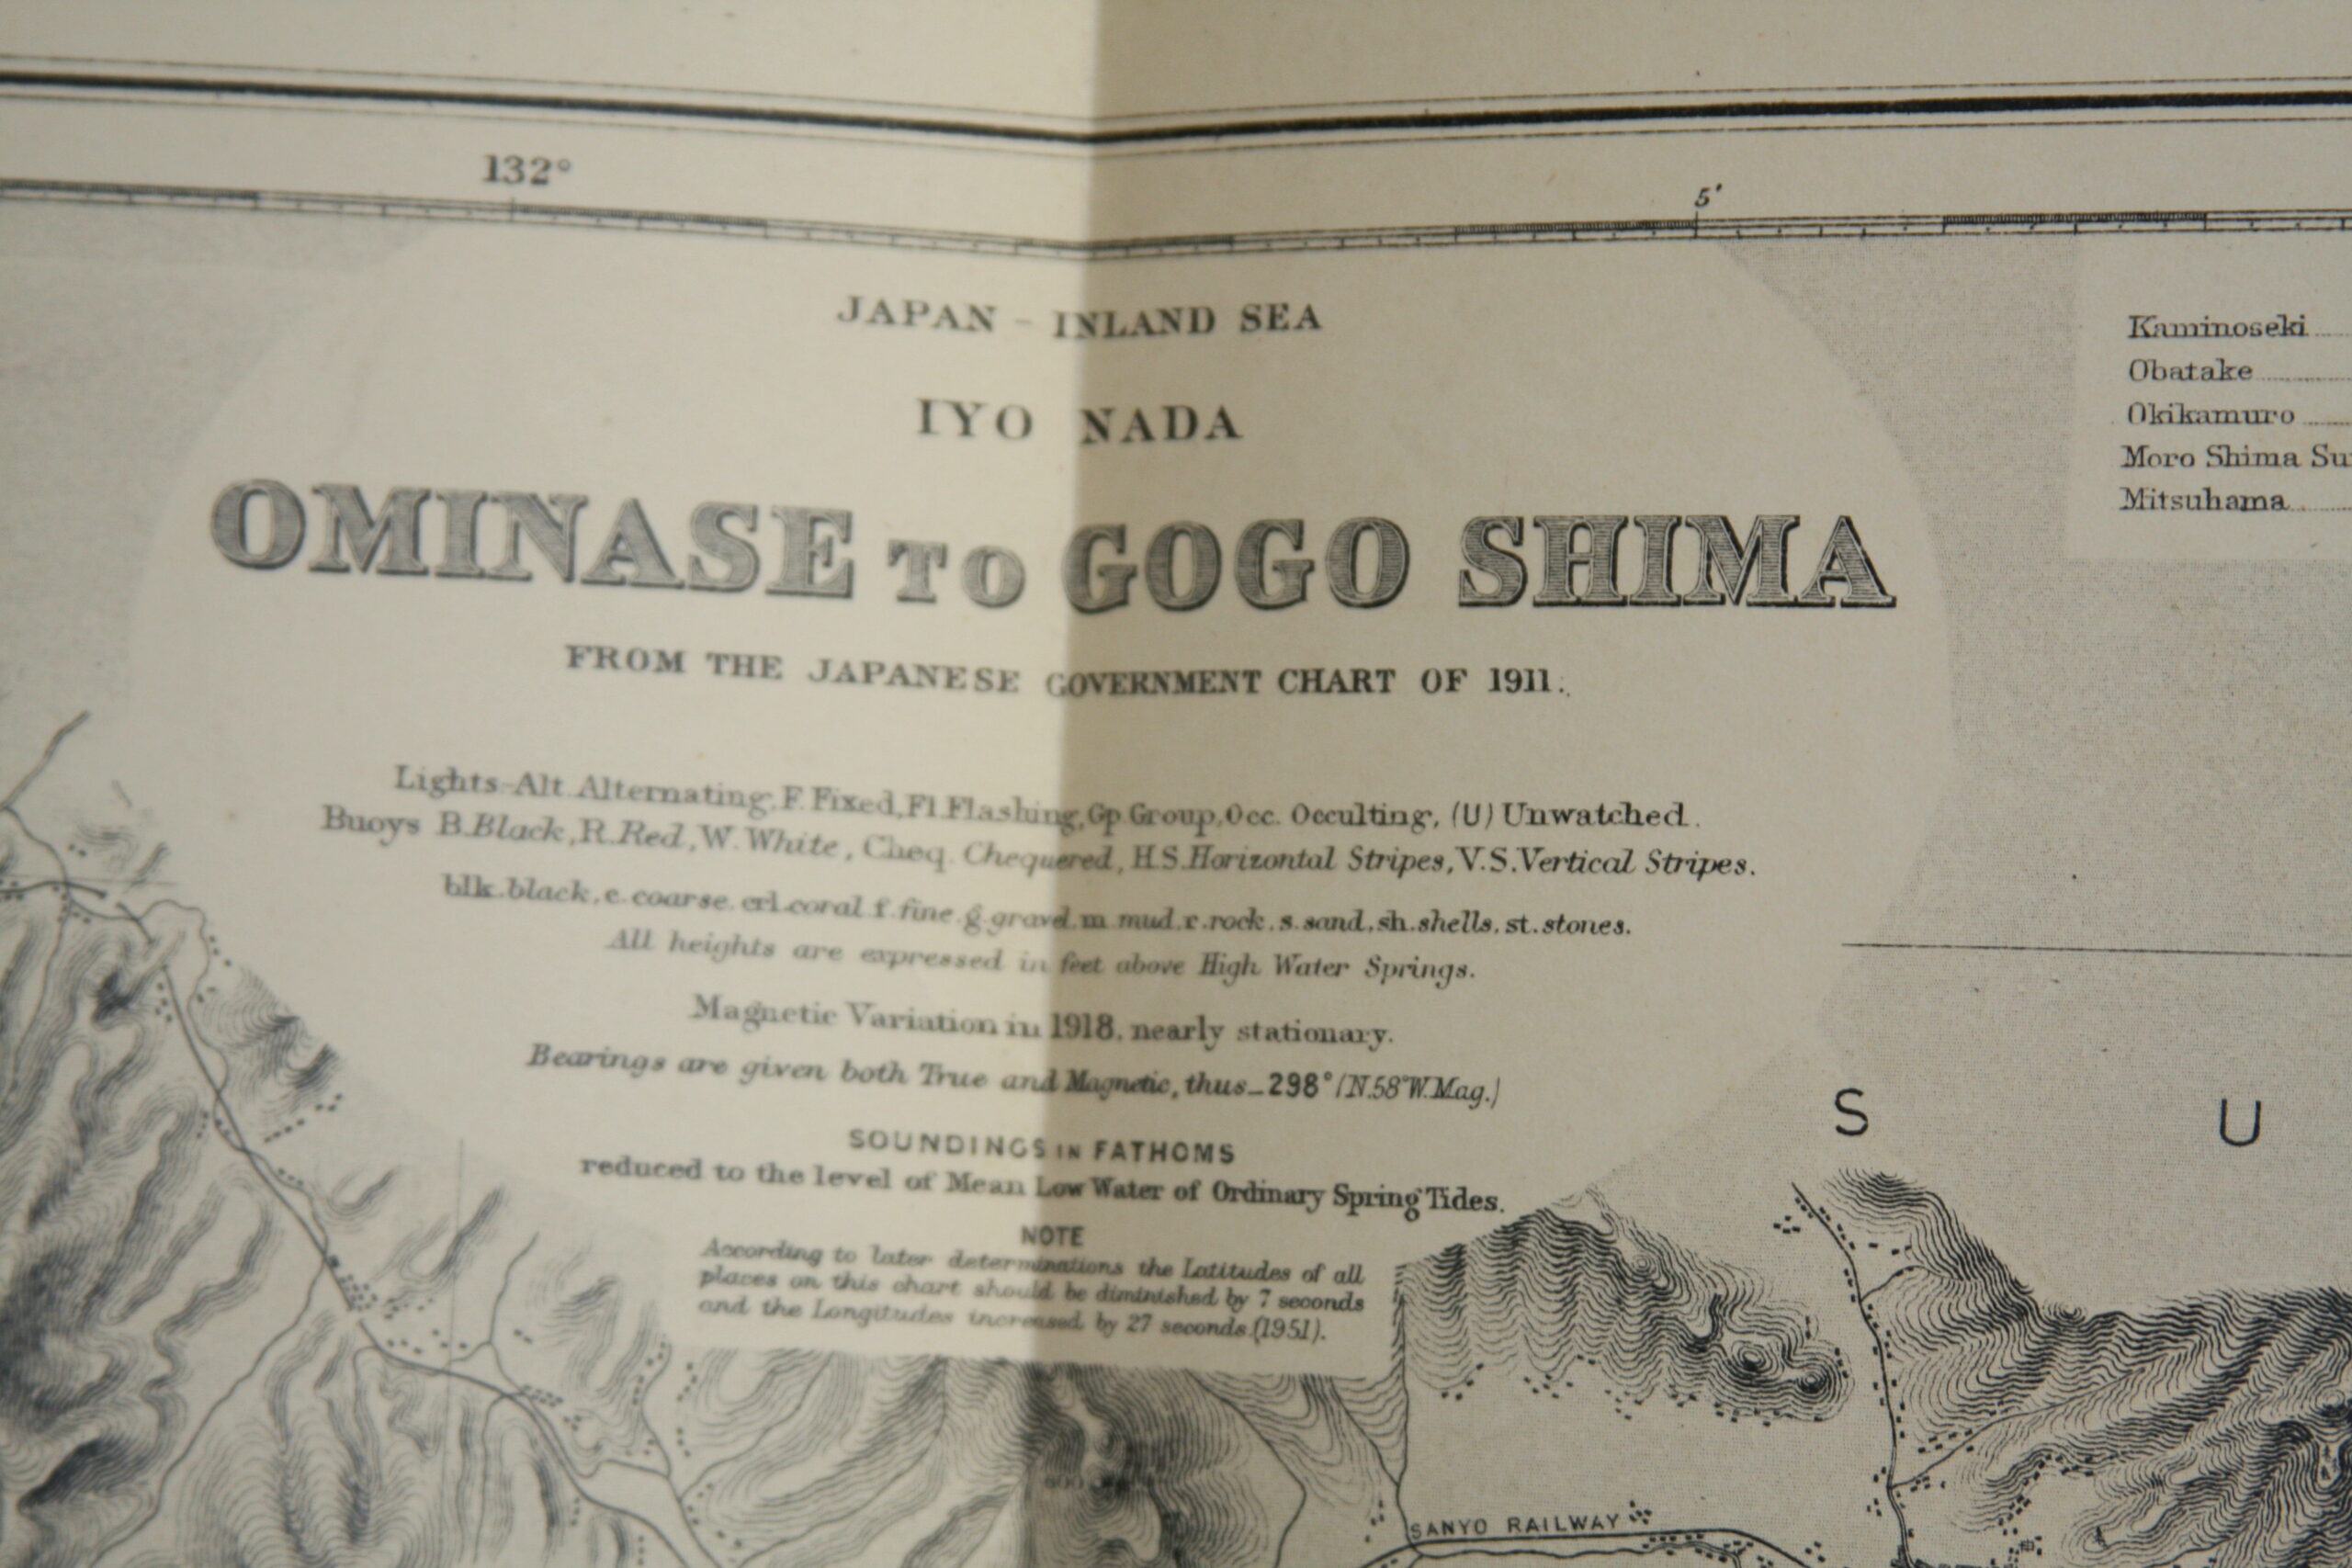 132°
5'
JAPAN - INLAND SEA
IYO NADA
OMINASE TO GOGO SHIMA
FROM THE JAPANESE GOVERNMENT CHART OF 1911.
Lights-Alt. Alternating, F. Fixed, Fl. Flashing, Gp. Group, Occ. Occulting, (U) Unwatched.
Buoys B. Black, R. Red, W. White, Cheq. Chequered, H.S. Horizontal Stripes, V.S. Vertical Stripes.
blk. black, c. coarse, crl. coral, f. fine, g. gravel, m. mud, r. rock, s. sand, sh. shells, st. stones.
All heights are expressed in feet above High Water Springs.
Magnetic Variation in 1918, nearly stationary.
Bearings are given both True and Magnetic, thus_298° (N.58°W.Mag.)
SOUNDINGS IN FATHOMS
reduced to the level of Mean Low Water of Ordinary Spring Tides.
NOTE
According to later determinations the Latitudes of all
places on this chart should be diminished by 7 seconds
and the Longitudes increased by 27 seconds.(1951).
Kaminoseki
Obatake
Okikamuro
Moro Shima
Mitsuhama
S U
SANYO RAILWAY